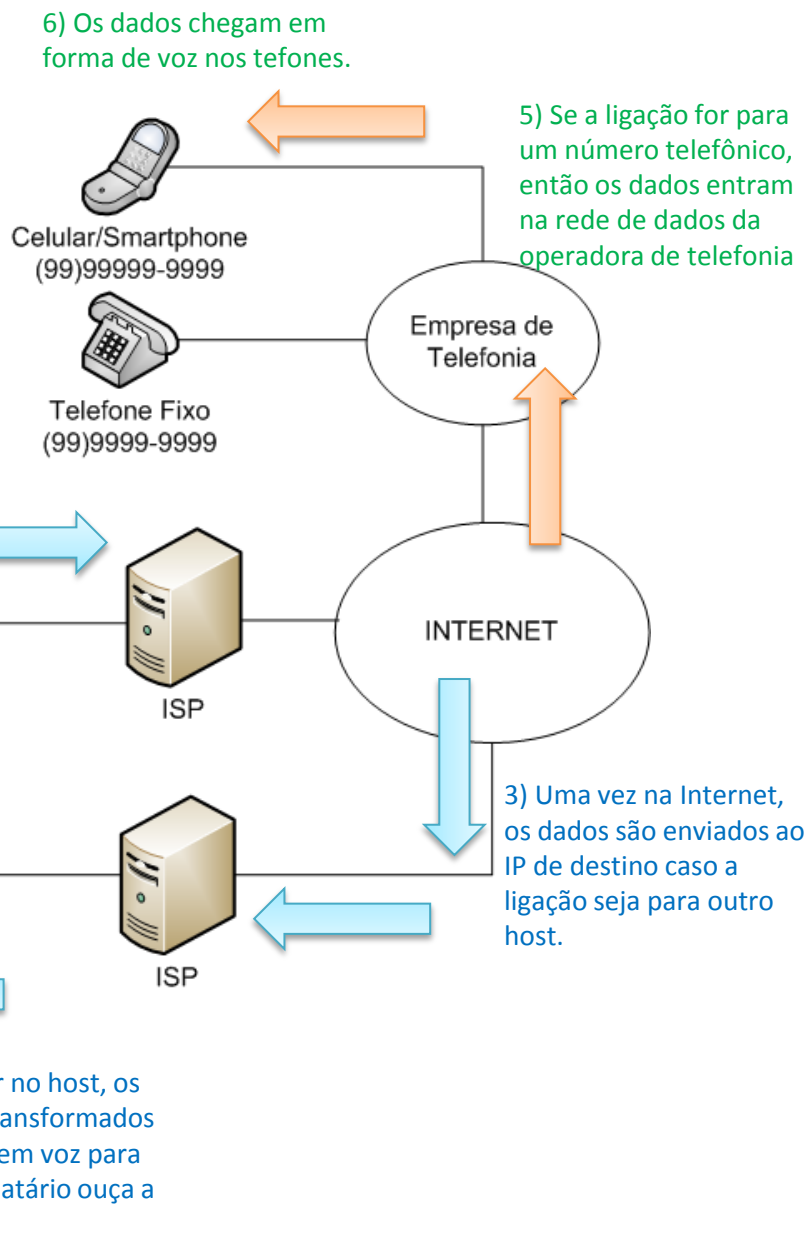 6) Os dados chegam em
forma de voz nos tefones.
5) Se a ligação for para
um número telefônico,
então os dados entram
na rede de dados da
operadora de telefonia
Celular/Smartphone
(99)99999-9999
Empresa de
Telefonia
Telefone Fixo
(99)9999-9999
INTERNET
ISP
3) Uma vez na Internet,
os dados são enviados ao
IP de destino caso a
ligação seja para outro
host.
ISP
no host, os
ransformados
em voz para
atário ouça a